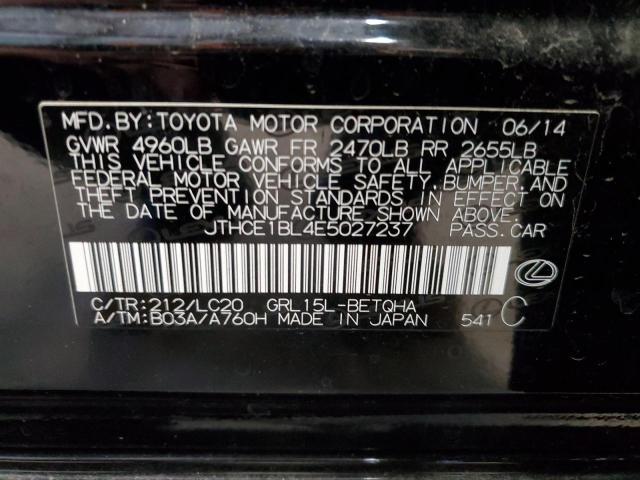 MFD.BY:TOYOTA MOTOR CORPORATION 06/14
GVWR 4960LB GAWR FR 2470LB RR 2655LB
THIS VEHICLE CONFORMS TO ALL APPLICABLE
FEDERAL MOTOR VEHICLE SAFETY,BUMPER,AND
THEFT PREVENTION STANDARDS IN EFFECT ON
THE DATE OF MANUFACTURE SHOWN ABOVE.
JTHCE1BL4E5027237 PASS.CAR
C/TR:212/LC20 GRL15L-BETQHA
A/TM:B03A/A760H MADE IN JAPAN 541 C